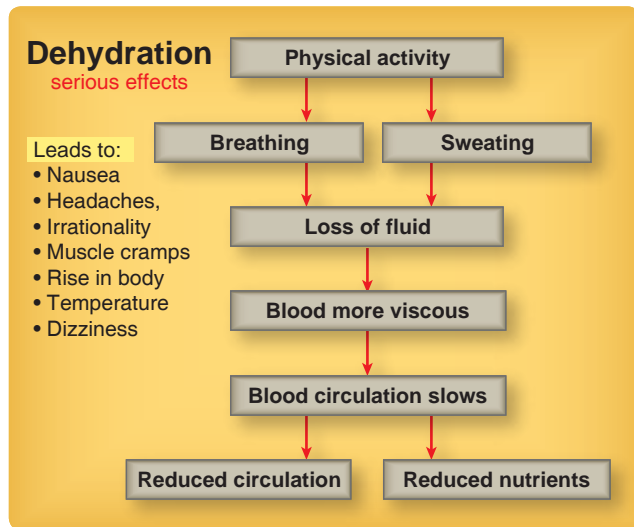 Dehydration
serious effects
Leads to:
• Nausea
• Headaches,
• Irrationality
• Muscle cramps
• Rise in body
• Temperature
• Dizziness
Physical activity
Breathing
Sweating
Loss of fluid
Blood more viscous
Blood circulation slows
Reduced circulation
Reduced nutrients